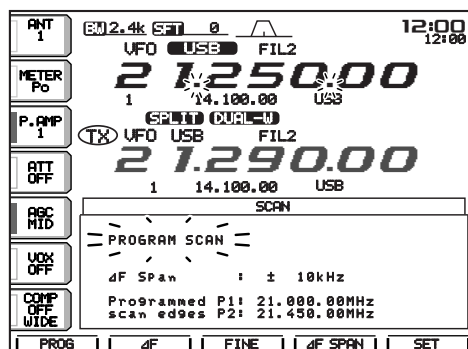 ANT 1
BW 2.4k SFT 0
12:00
12:00
VFO USB FIL2
METER Po
21.250.00
1 14.100.00 USB
P.AMP 1
SPLIT DUAL-W
TX VFO USB FIL2
ATT OFF
21.290.00
1 14.100.00 USB
AGC MID
SCAN
PROGRAM SCAN
VOX OFF
⊿F Span : ± 10kHz
COMP OFF WIDE
Programmed P1: 21.000.00MHz
scan edges P2: 21.450.00MHz
PROG ⊿F FINE ⊿F SPAN SET